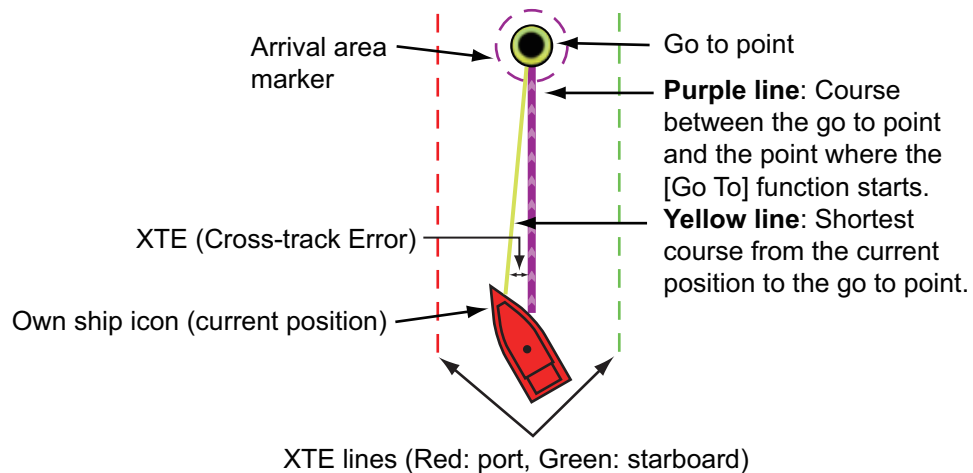 Arrival area
marker
Go to point
Purple line: Course
between the go to point
and the point where the
[Go To] function starts.
Yellow line: Shortest
course from the current
position to the go to point.
XTE (Cross-track Error)
Own ship icon (current position)
XTE lines (Red: port, Green: starboard)